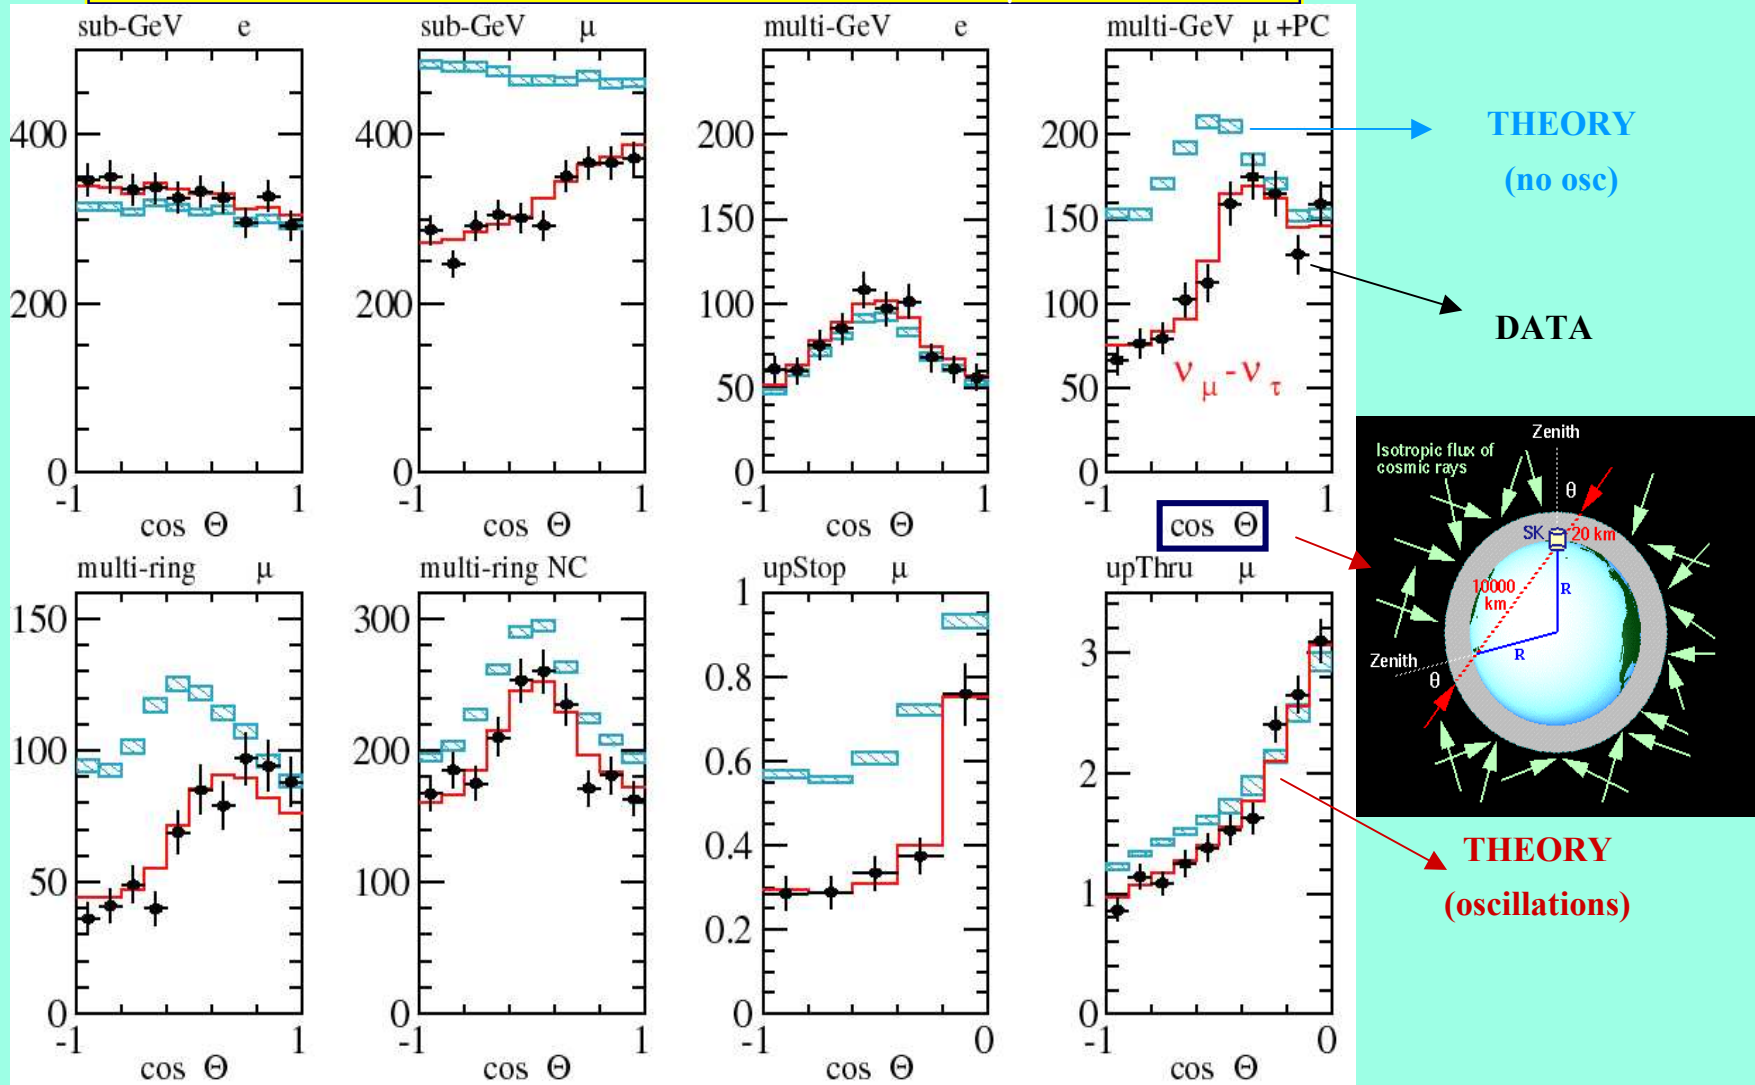 sub-GeV e
sub-GeV μ
multi-GeV e
multi-GeV μ +PC
400
200
0
-1 1
cos Θ
400
200
0
-1 1
cos Θ
200
150
100
50
0
-1 1
cos Θ
200
150
100
50
0
ν μ - ν τ
-1 1
cos Θ
THEORY
(no osc)
DATA
Zenith
Isotropic flux of
cosmic rays
θ
SK
20 km
10000
km
R
R
Zenith
θ
multi-ring μ
multi-ring NC
upStop μ
upThru μ
150
100
50
0
-1 1
cos Θ
300
200
100
0
-1 1
cos Θ
1
0.8
0.6
0.4
0.2
0
-1 0
cos Θ
3
2
1
0
-1 0
cos Θ
THEORY
(oscillations)